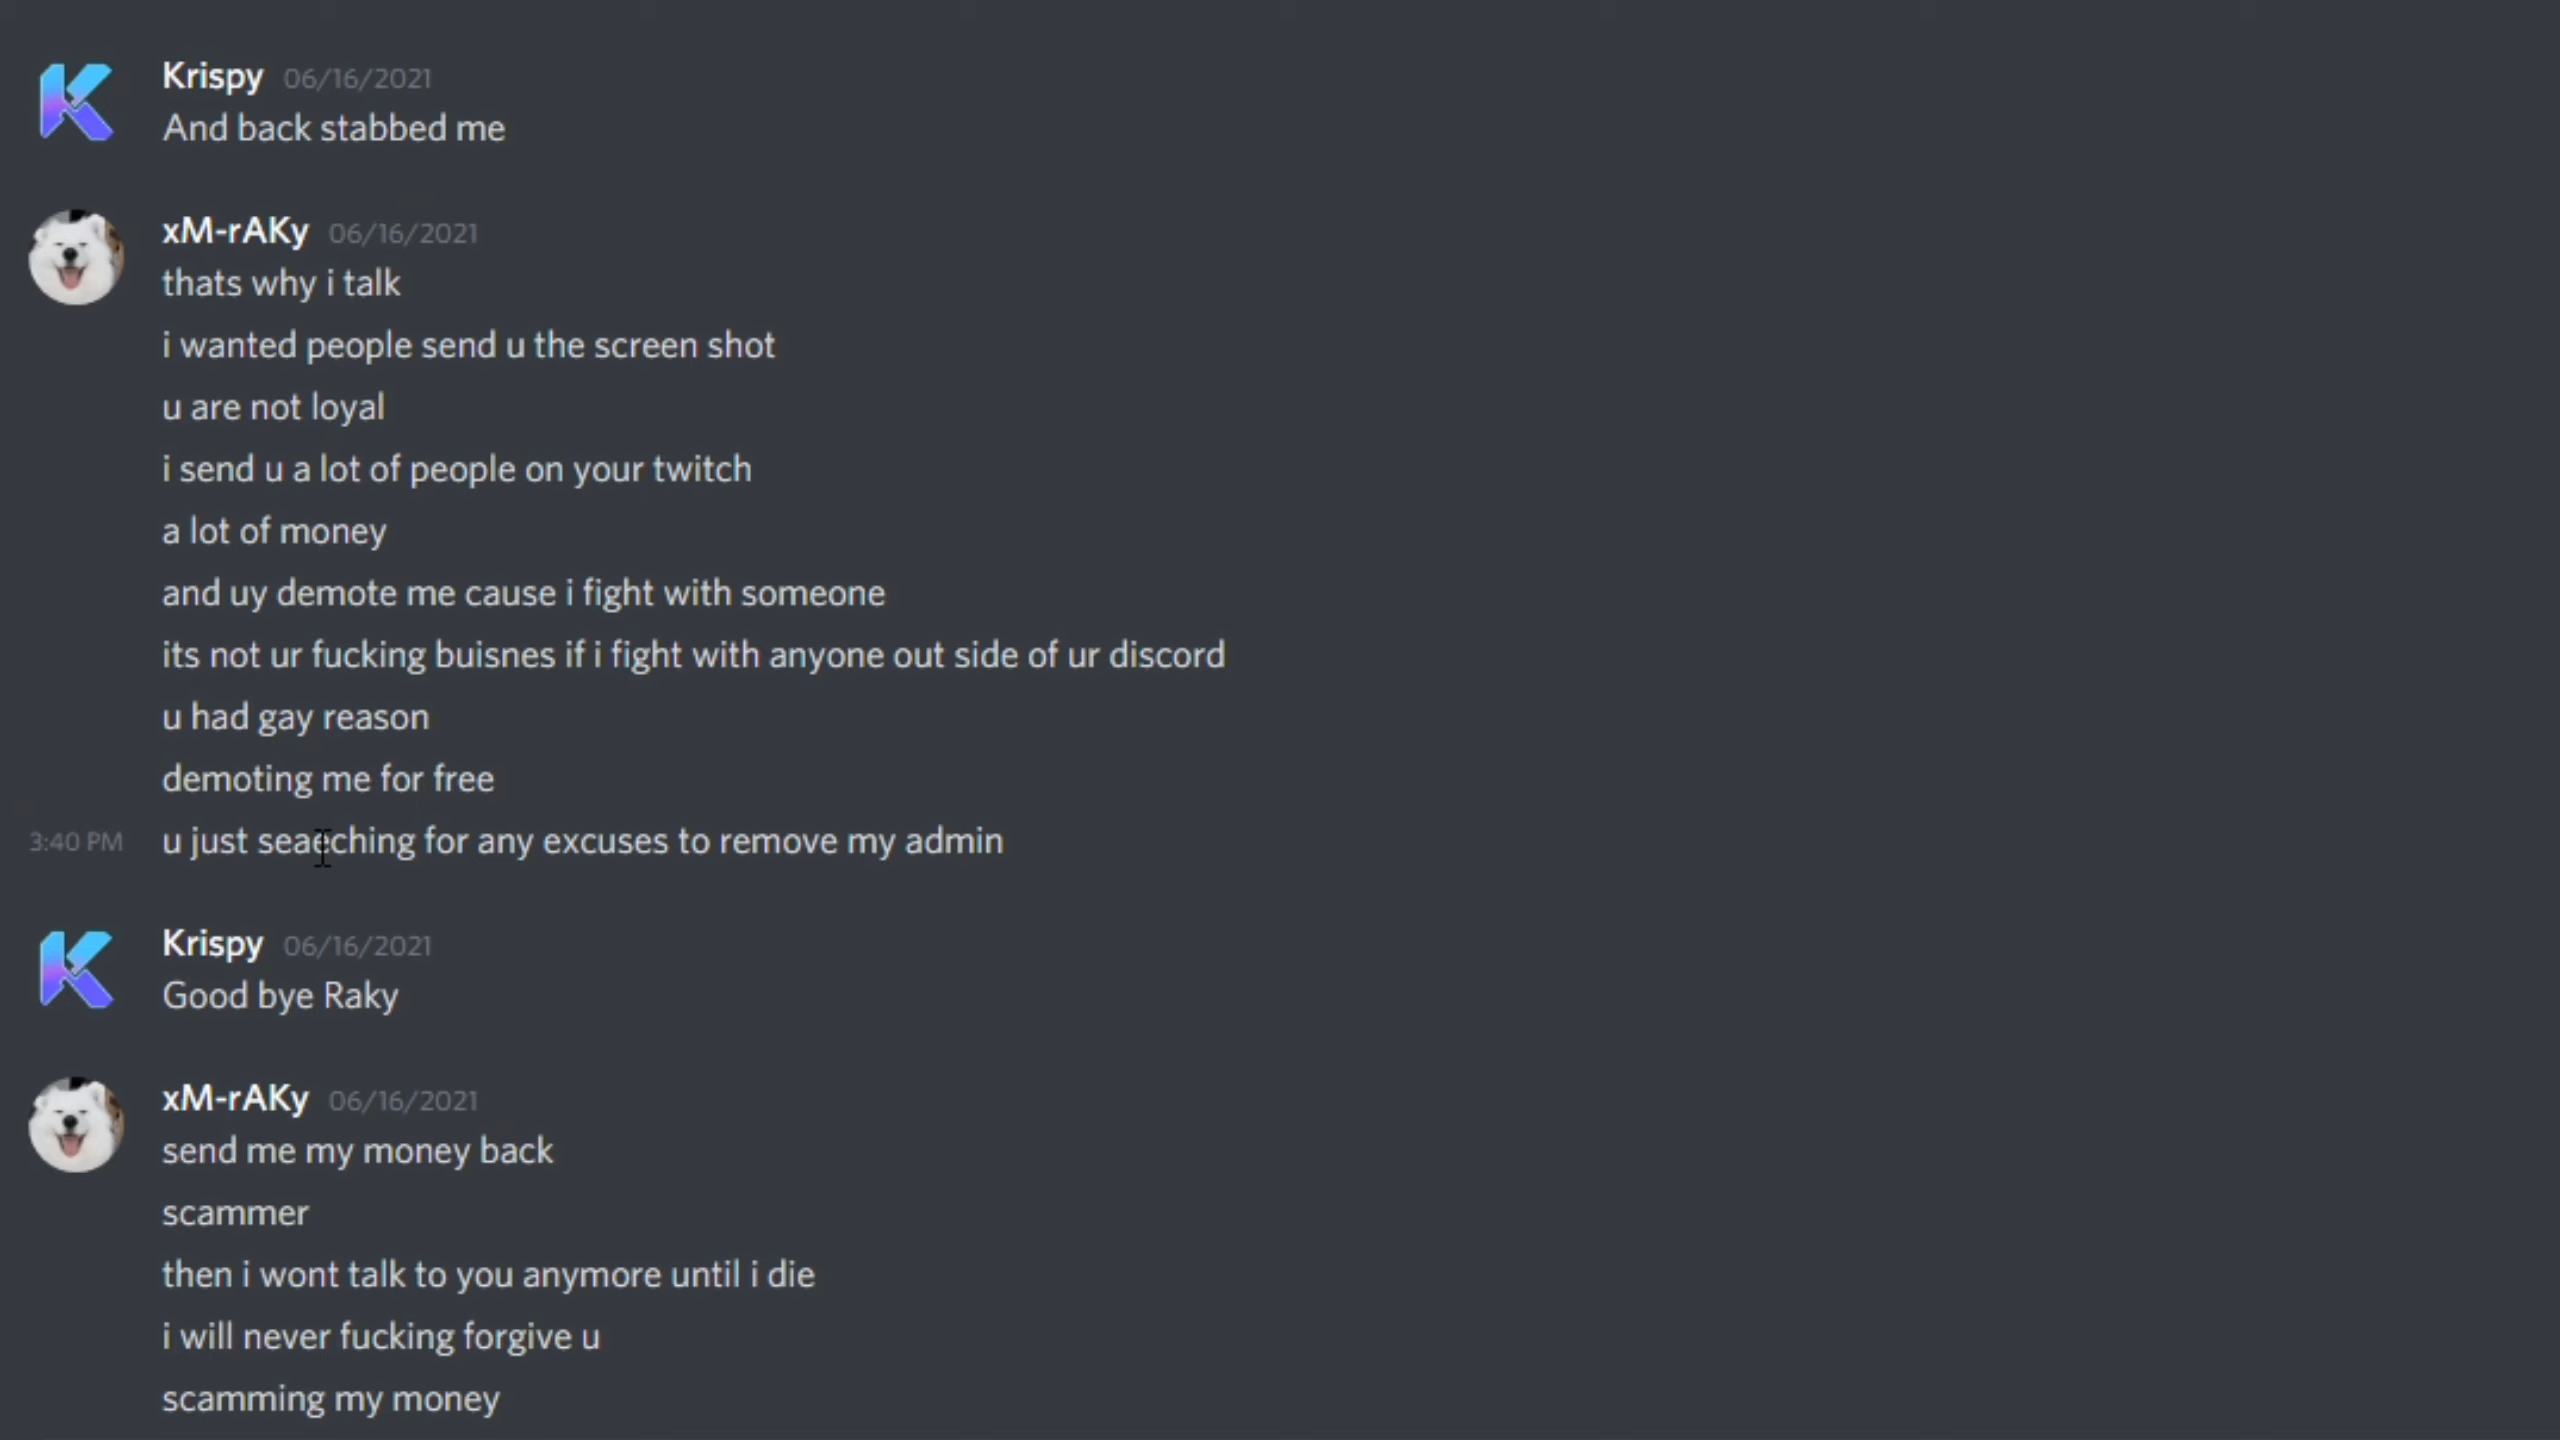 Krispy 06/16/2021
And back stabbed me
xM-rAKy 06/16/2021
thats why i talk
i wanted people send u the screen shot
u are not loyal
i send u a lot of people on your twitch
a lot of money
and uy demote me cause i fight with someone
its not ur fucking buisnes if i fight with anyone out side of ur discord
u had gay reason
demoting me for free
3:40 PM u just searching for any excuses to remove my admin
Krispy 06/16/2021
Good bye Raky
xM-rAKy 06/16/2021
send me my money back
scammer
then i wont talk to you anymore until i die
i will never fucking forgive u
scamming my money